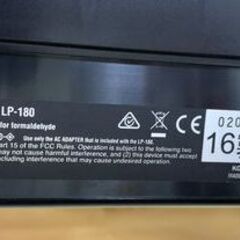 LP-180
for formaldehyde
Use only the AC ADAPTER that is included with the LP-180.
art 15 of the FCC Rules. Operation is subject to the following two
may not cause harmful interference, and (2) this device must accept
including interference that may cause undesired operation.
020
16
CE